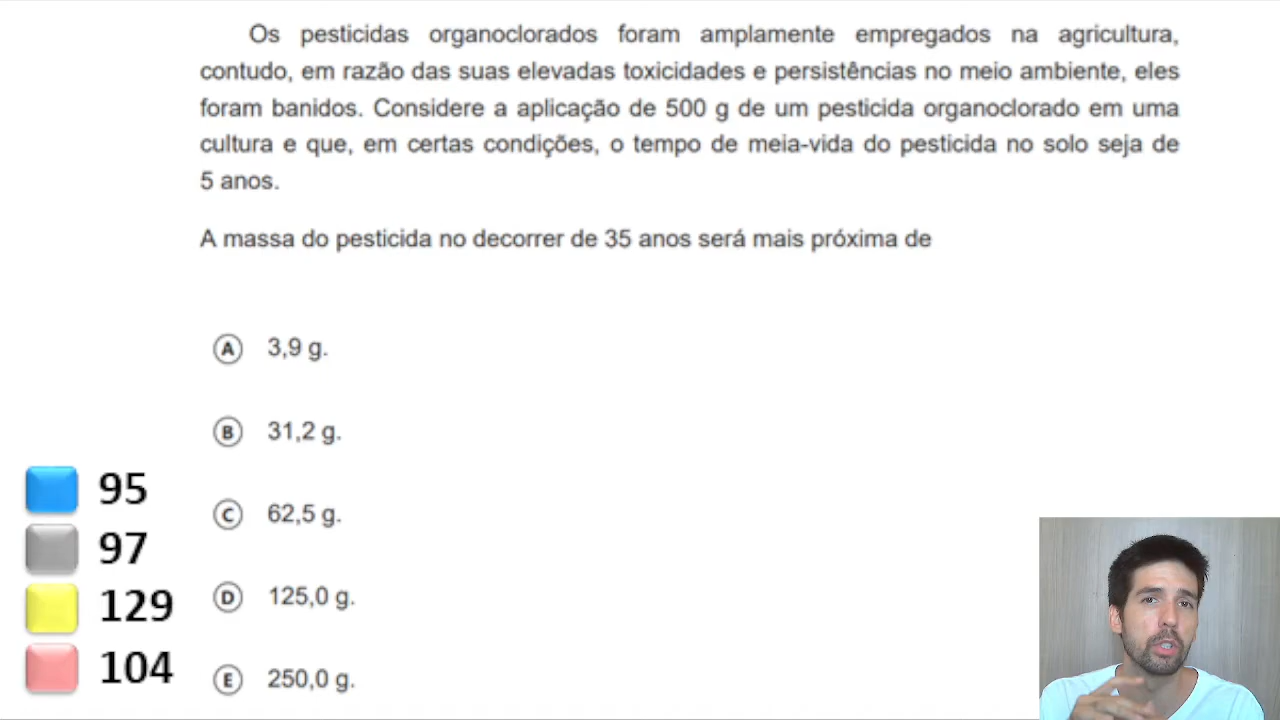 Os pesticidas organoclorados foram amplamente empregados na agricultura,
contudo, em razão das suas elevadas toxicidades e persistências no meio ambiente, eles
foram banidos. Considere a aplicação de 500 g de um pesticida organoclorado em uma
cultura e que, em certas condições, o tempo de meia-vida do pesticida no solo seja de
5 anos.
A massa do pesticida no decorrer de 35 anos será mais próxima de
A 3,9 g.
B 31,2 g.
C 62,5 g.
D 125,0 g.
E 250,0 g.
95
97
129
104